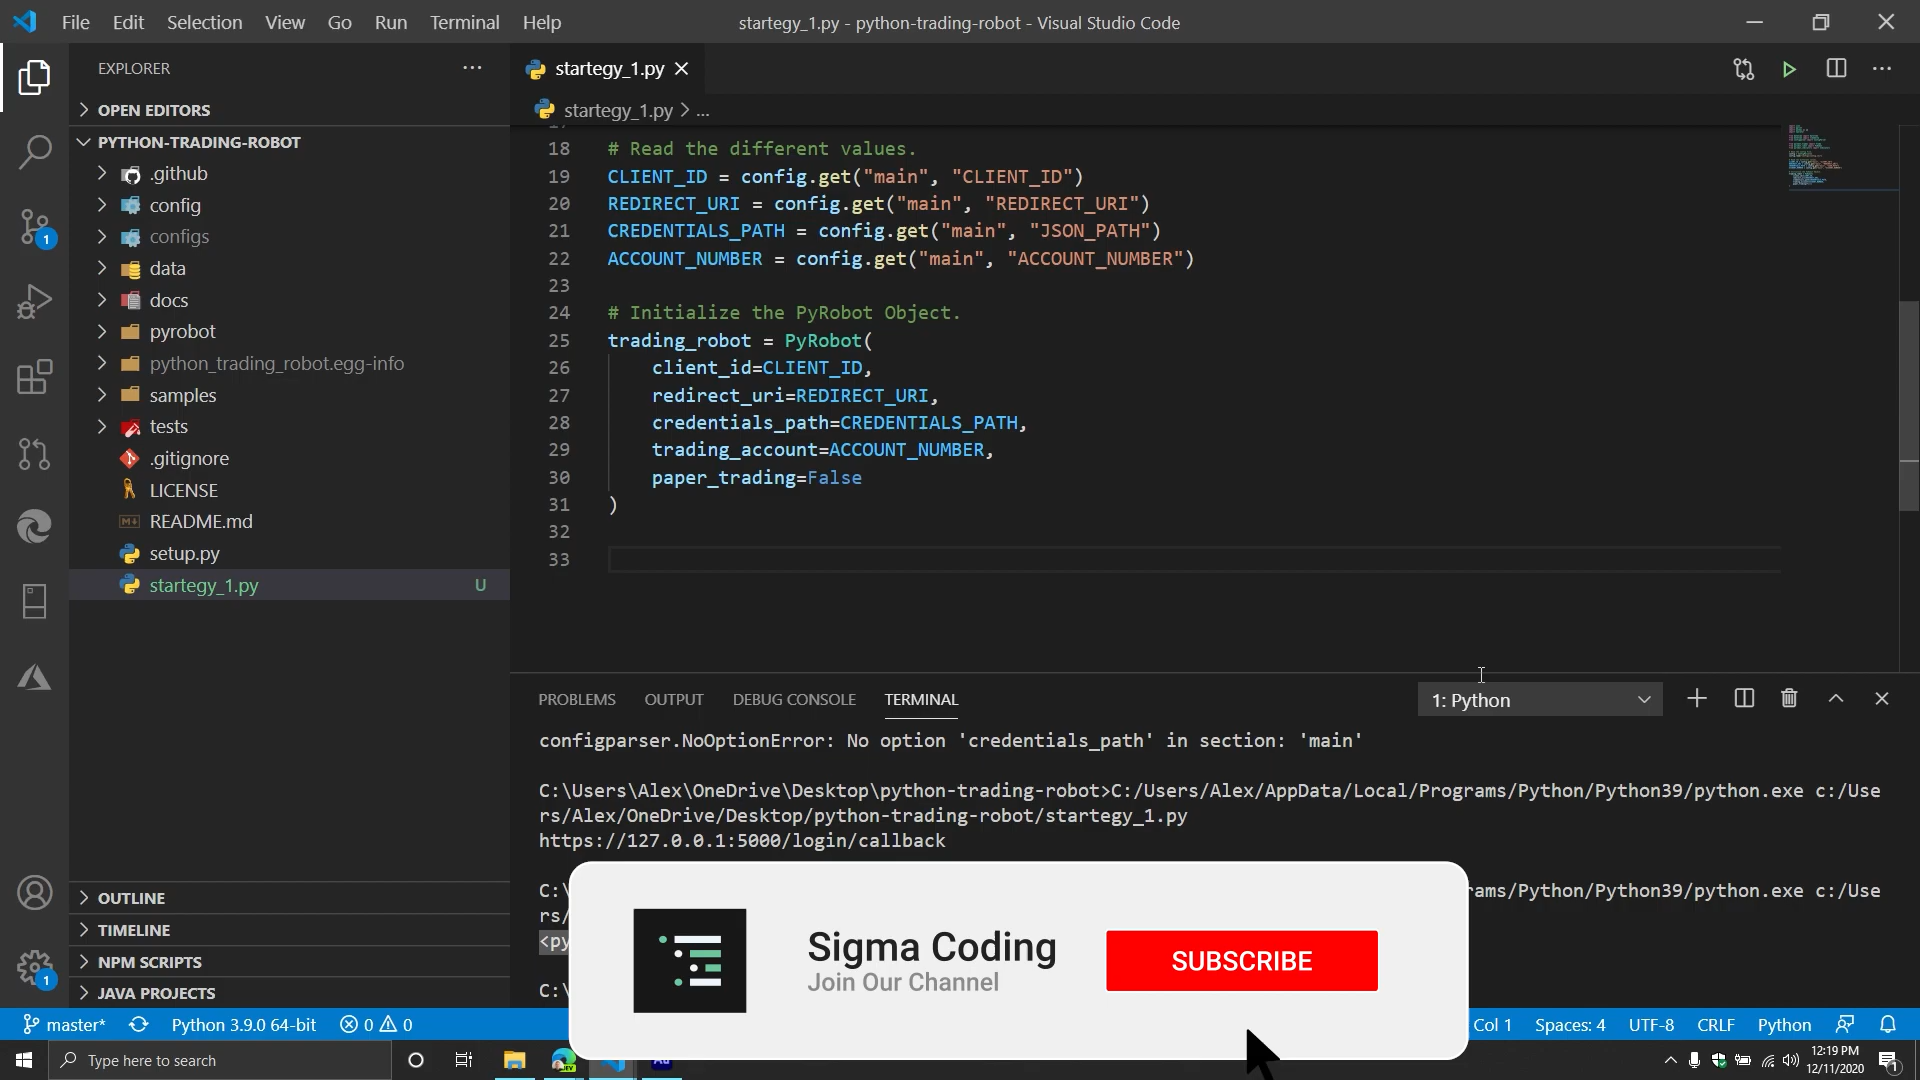 File Edit Selection View Go Run Terminal Help startegy_1.py - python-trading-robot - Visual Studio Code
EXPLORER
OPEN EDITORS
PYTHON-TRADING-ROBOT
.github
config
configs
data
docs
pyrobot
python_trading_robot.egg-info
samples
tests
.gitignore
LICENSE
README.md
setup.py
startegy_1.py U
OUTLINE
TIMELINE
NPM SCRIPTS
JAVA PROJECTS
1
1
startegy_1.py
startegy_1.py > ...
18 # Read the different values.
19 CLIENT_ID = config.get("main", "CLIENT_ID")
20 REDIRECT_URI = config.get("main", "REDIRECT_URI")
21 CREDENTIALS_PATH = config.get("main", "JSON_PATH")
22 ACCOUNT_NUMBER = config.get("main", "ACCOUNT_NUMBER")
23
24 # Initialize the PyRobot Object.
25 trading_robot = PyRobot(
26 client_id=CLIENT_ID,
27 redirect_uri=REDIRECT_URI,
28 credentials_path=CREDENTIALS_PATH,
29 trading_account=ACCOUNT_NUMBER,
30 paper_trading=False
31 )
32
33
PROBLEMS OUTPUT DEBUG CONSOLE TERMINAL 1: Python
configparser.NoOptionError: No option 'credentials_path' in section: 'main'
C:\Users\Alex\OneDrive\Desktop\python-trading-robot>C:/Users/Alex/AppData/Local/Programs/Python/Python39/python.exe c:/Use
rs/Alex/OneDrive/Desktop/python-trading-robot/startegy_1.py
https://127.0.0.1:5000/login/callback
C:\ rams/Python/Python39/python.exe c:/Use
rs/
<py
C:\
Sigma Coding
Join Our Channel
SUBSCRIBE
master* Python 3.9.0 64-bit 0 0 Col 1 Spaces: 4 UTF-8 CRLF Python
Type here to search
12:19 PM
12/11/2020
1